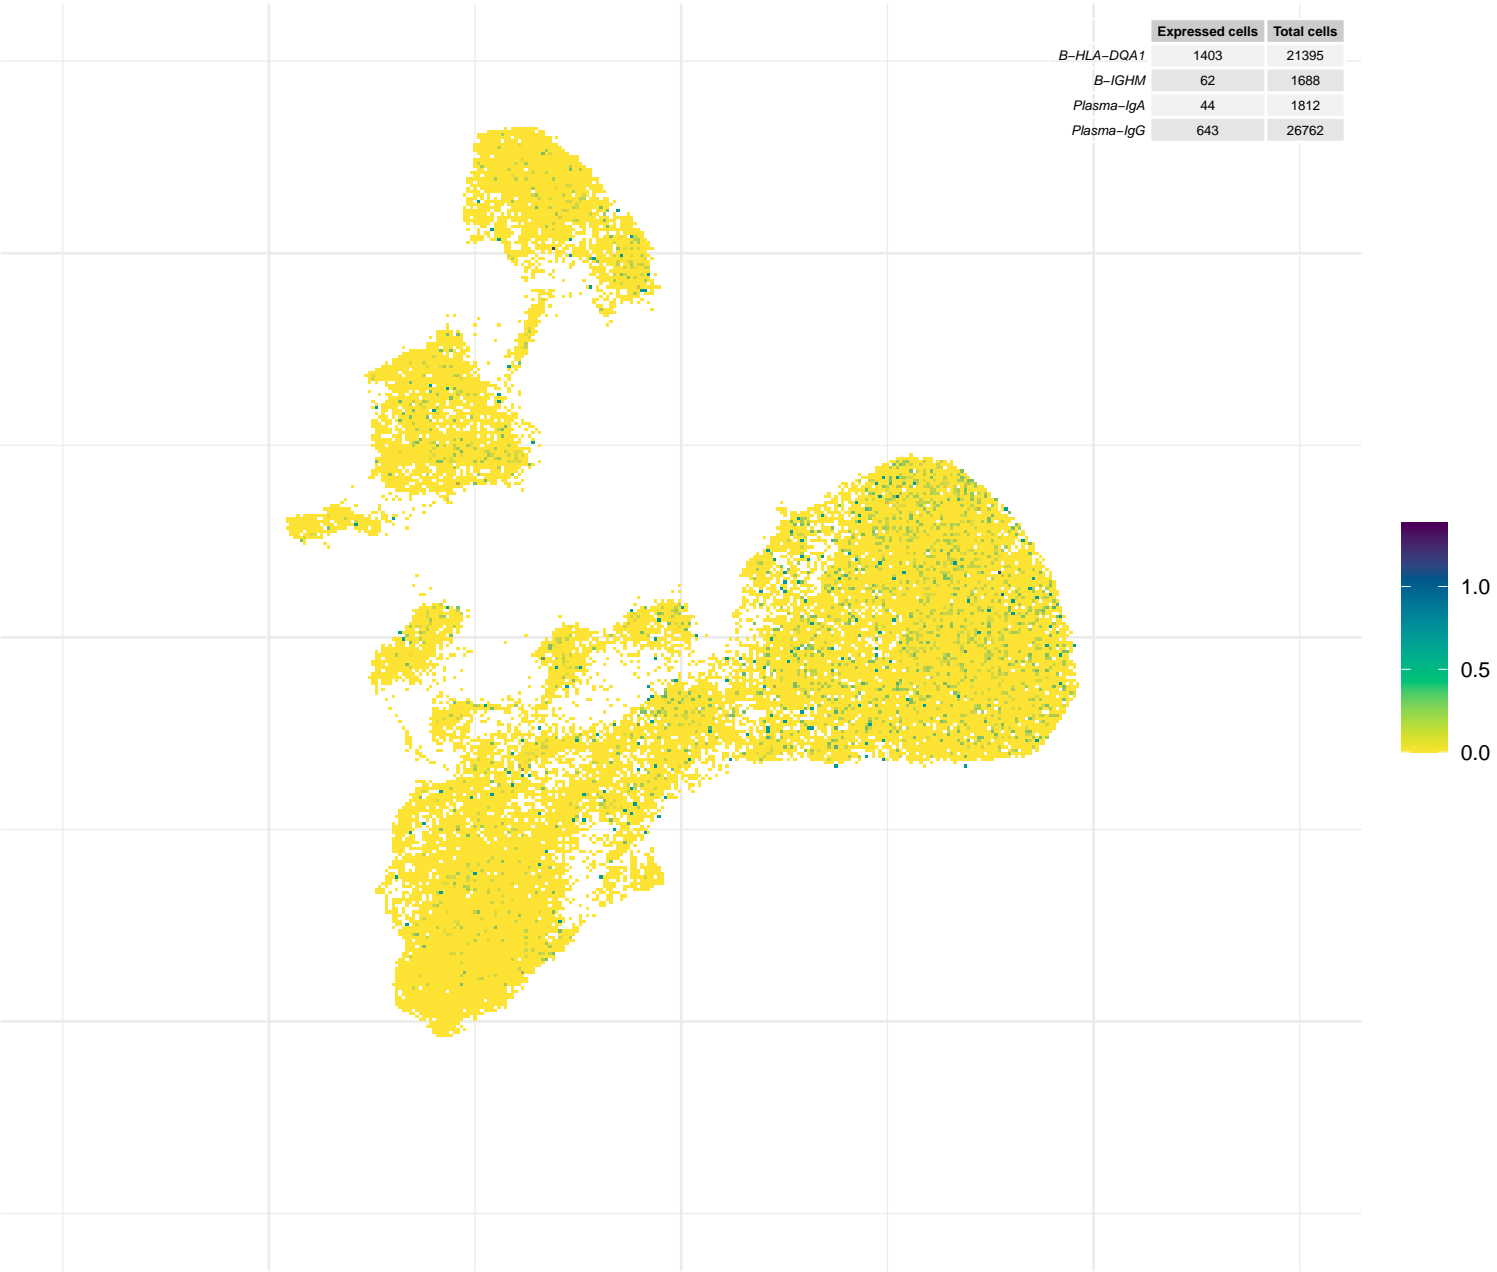 Expressed cells Total cells
B−HLA−DQA1 1403 21395
B−IGHM 62 1688
Plasma−IgA 44 1812
Plasma−IgG 643 26762
1.0
0.5
0.0